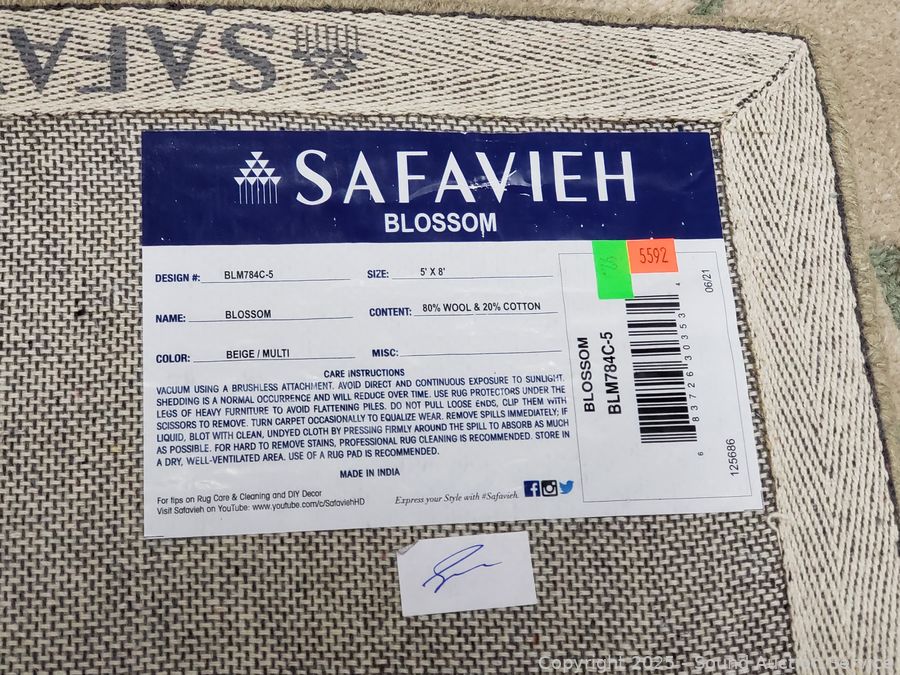 SAFA
SAFAVIEH
BLOSSOM
DESIGN #: BLM784C-5
SIZE: 5' X 8'
NAME: BLOSSOM
CONTENT: 80% WOOL & 20% COTTON
COLOR: BEIGE / MULTI
MISC:
CARE INSTRUCTIONS
VACUUM USING A BRUSHLESS ATTACHMENT. AVOID DIRECT AND CONTINUOUS EXPOSURE TO SUNLIGHT.
SHEDDING IS A NORMAL OCCURRENCE AND WILL REDUCE OVER TIME. USE RUG PROTECTORS UNDER THE
LEGS OF HEAVY FURNITURE TO AVOID FLATTENING PILES. DO NOT PULL LOOSE ENDS, CLIP THEM WITH
SCISSORS TO REMOVE. TURN CARPET OCCASIONALLY TO EQUALIZE WEAR. REMOVE SPILLS IMMEDIATELY; IF
LIQUID, BLOT WITH CLEAN, UNDYED CLOTH BY PRESSING FIRMLY AROUND THE SPILL TO ABSORB AS MUCH
AS POSSIBLE. FOR HARD TO REMOVE STAINS, PROFESSIONAL RUG CLEANING IS RECOMMENDED. STORE IN
A DRY, WELL-VENTILATED AREA. USE OF A RUG PAD IS RECOMMENDED.
MADE IN INDIA
For tips on Rug Care & Cleaning and DIY Decor
Visit Safavieh on YouTube: www.youtube.com/c/SafaviehHD
Express your Style with #Safavieh
5592
BLOSSOM
BLM784C-5
6 83726 30353 4
06/21
125686
Copyright 2025 - Sound Auction Service